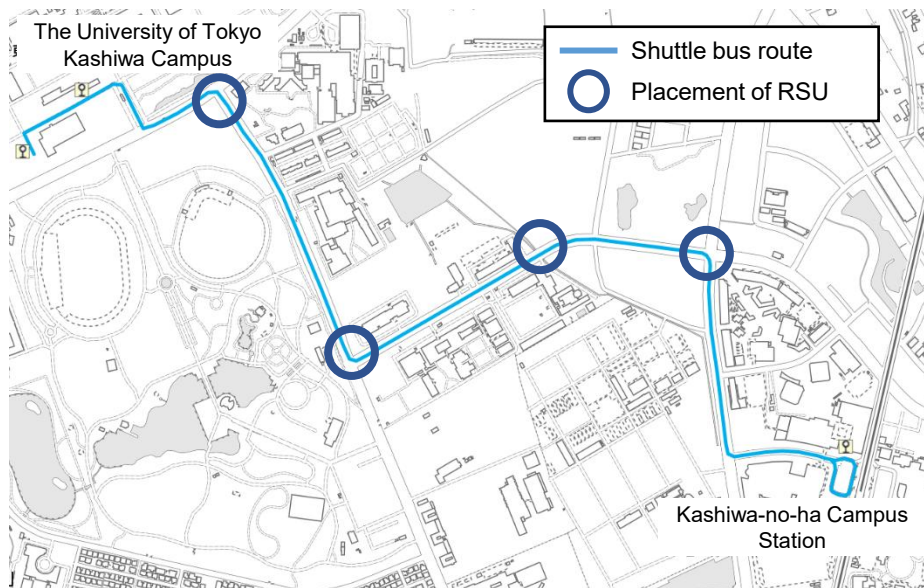 The University of Tokyo
Kashiwa Campus
Shuttle bus route
Placement of RSU
Kashiwa-no-ha Campus
Station